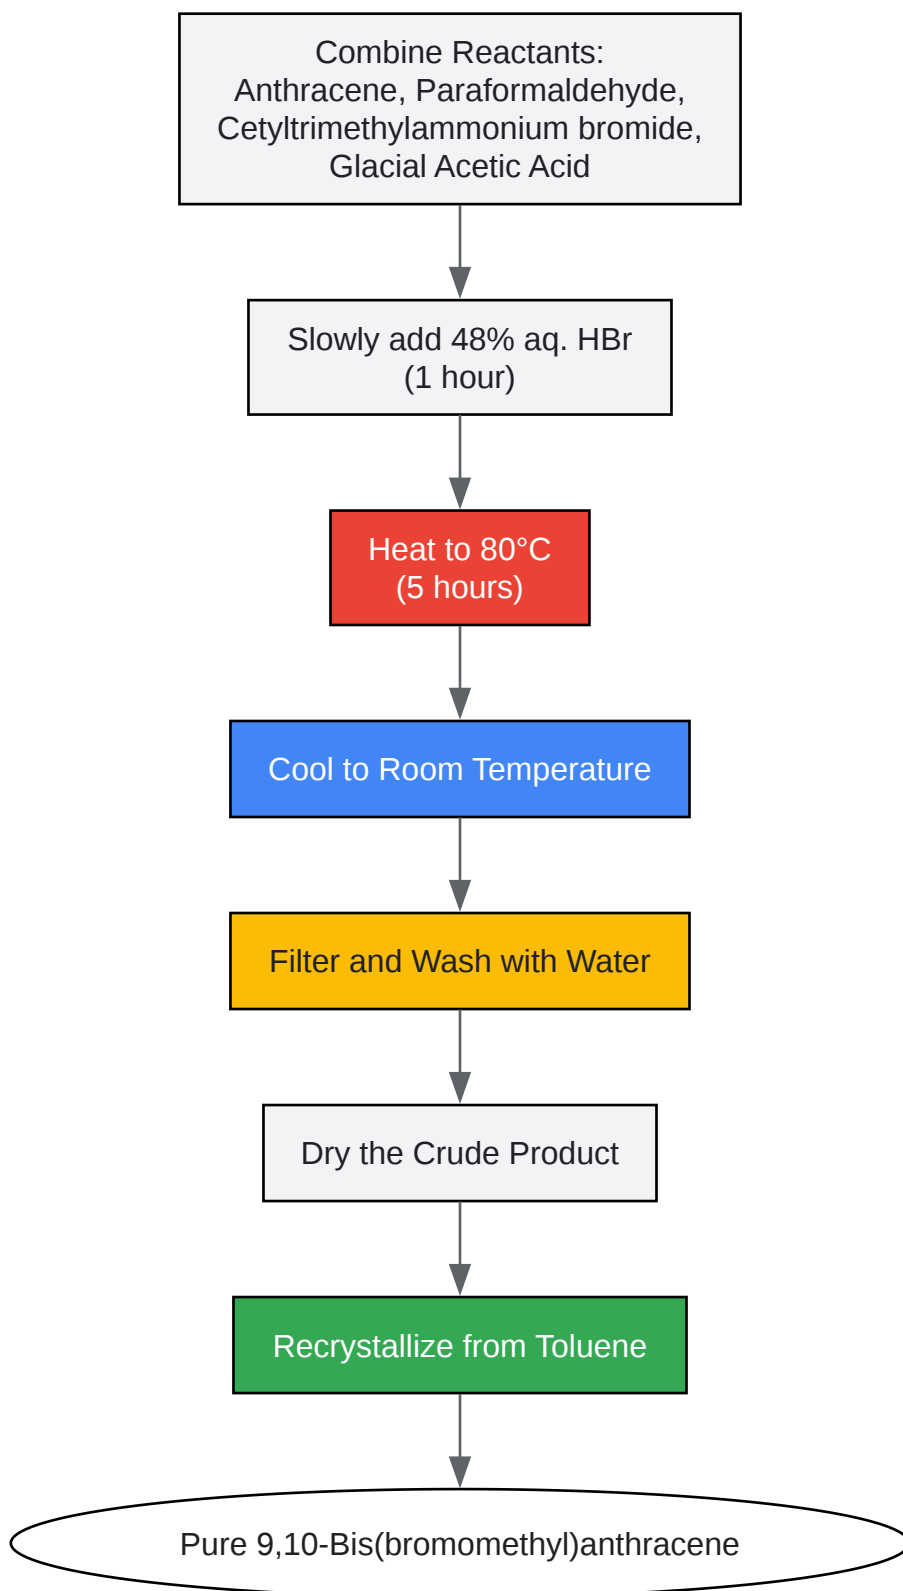 Combine Reactants:
Anthracene, Paraformaldehyde,
Cetyltrimethylammonium bromide,
Glacial Acetic Acid
Slowly add 48% aq. HBr
(1 hour)
Heat to 80°C
(5 hours)
Cool to Room Temperature
Filter and Wash with Water
Dry the Crude Product
Recrystallize from Toluene
Pure 9,10-Bis(bromomethyl)anthracene